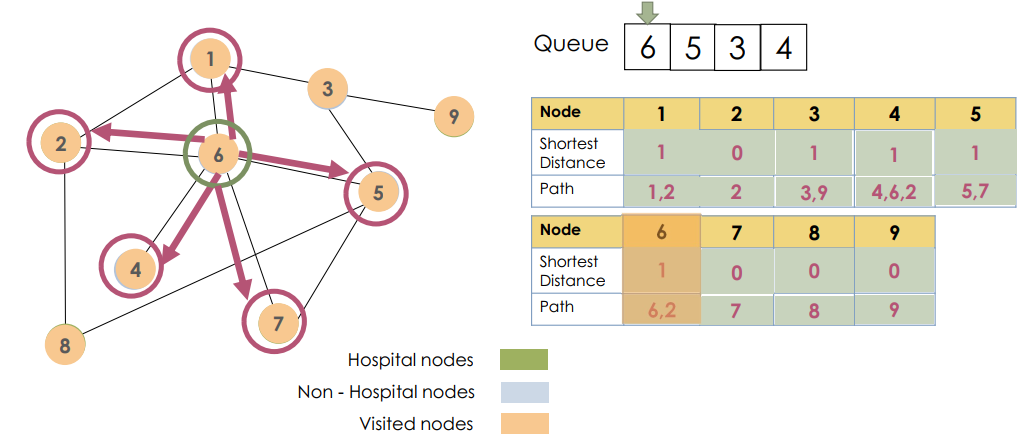 Queue 6 5 3 4
1
3
9
2
6
5
4
7
8
Node 1 2 3 4 5
Shortest
Distance 1 0 1 1 1
Path 1,2 2 3,9 4,6,2 5,7
Node 6 7 8 9
Shortest
Distance 1 0 0 0
Path 6,2 7 8 9
Hospital nodes
Non - Hospital nodes
Visited nodes